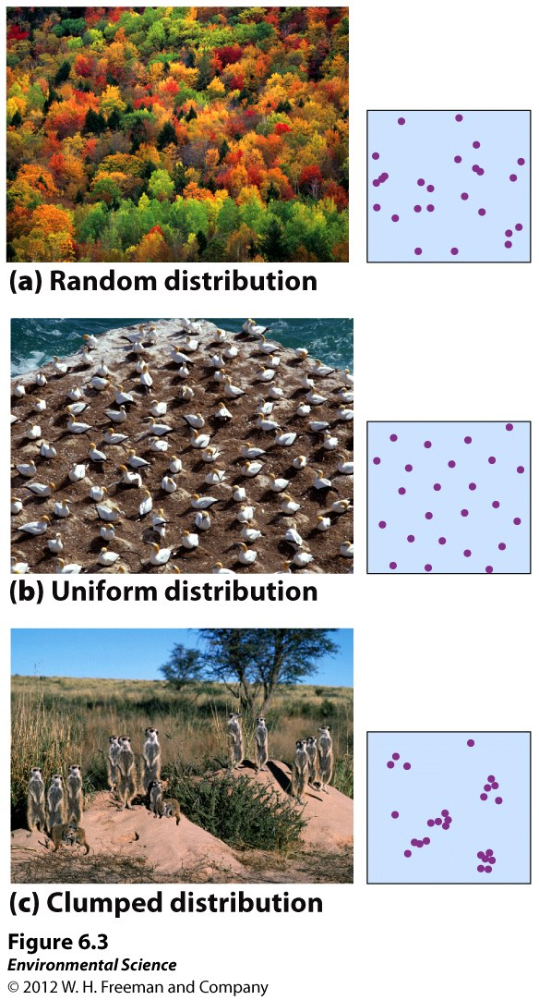 (a) Random distribution
(b) Uniform distribution
(c) Clumped distribution
Figure 6.3
Environmental Science
© 2012 W. H. Freeman and Company